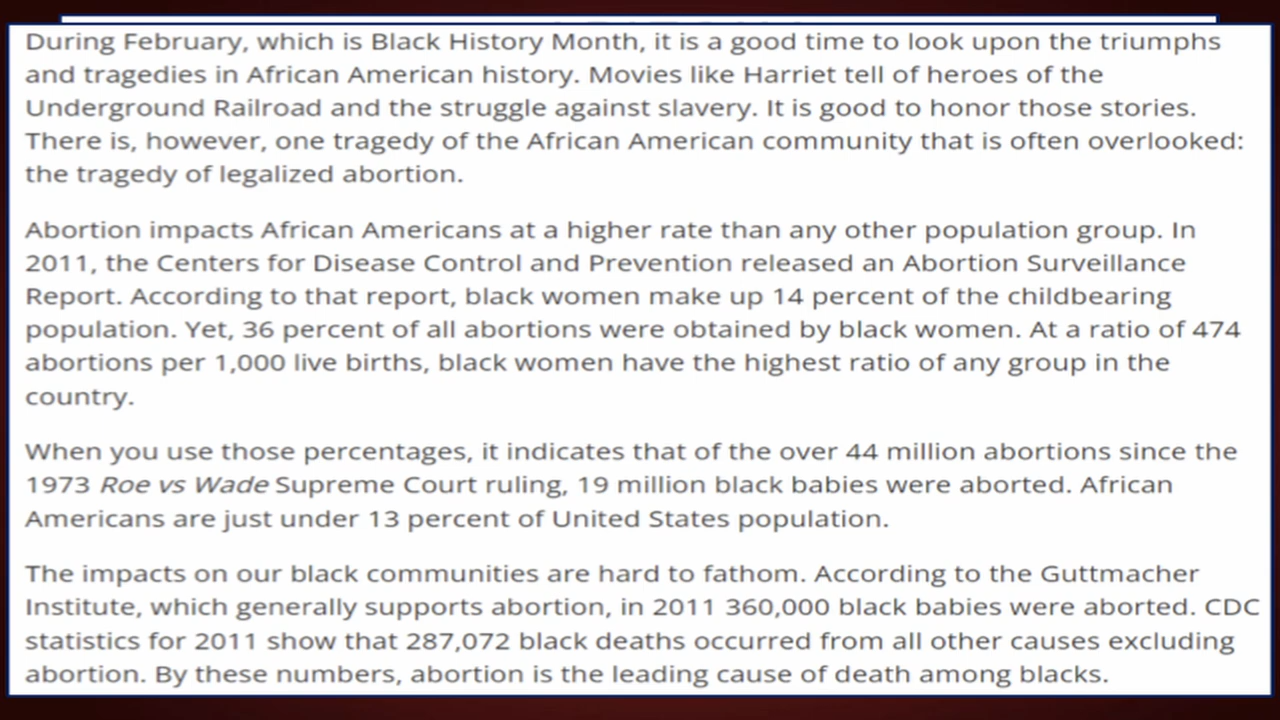 During February, which is Black History Month, it is a good time to look upon the triumphs
and tragedies in African American history. Movies like Harriet tell of heroes of the
Underground Railroad and the struggle against slavery. It is good to honor those stories.
There is, however, one tragedy of the African American community that is often overlooked:
the tragedy of legalized abortion.
Abortion impacts African Americans at a higher rate than any other population group. In
2011, the Centers for Disease Control and Prevention released an Abortion Surveillance
Report. According to that report, black women make up 14 percent of the childbearing
population. Yet, 36 percent of all abortions were obtained by black women. At a ratio of 474
abortions per 1,000 live births, black women have the highest ratio of any group in the
country.
When you use those percentages, it indicates that of the over 44 million abortions since the
1973 Roe vs Wade Supreme Court ruling, 19 million black babies were aborted. African
Americans are just under 13 percent of United States population.
The impacts on our black communities are hard to fathom. According to the Guttmacher
Institute, which generally supports abortion, in 2011 360,000 black babies were aborted. CDC
statistics for 2011 show that 287,072 black deaths occurred from all other causes excluding
abortion. By these numbers, abortion is the leading cause of death among blacks.